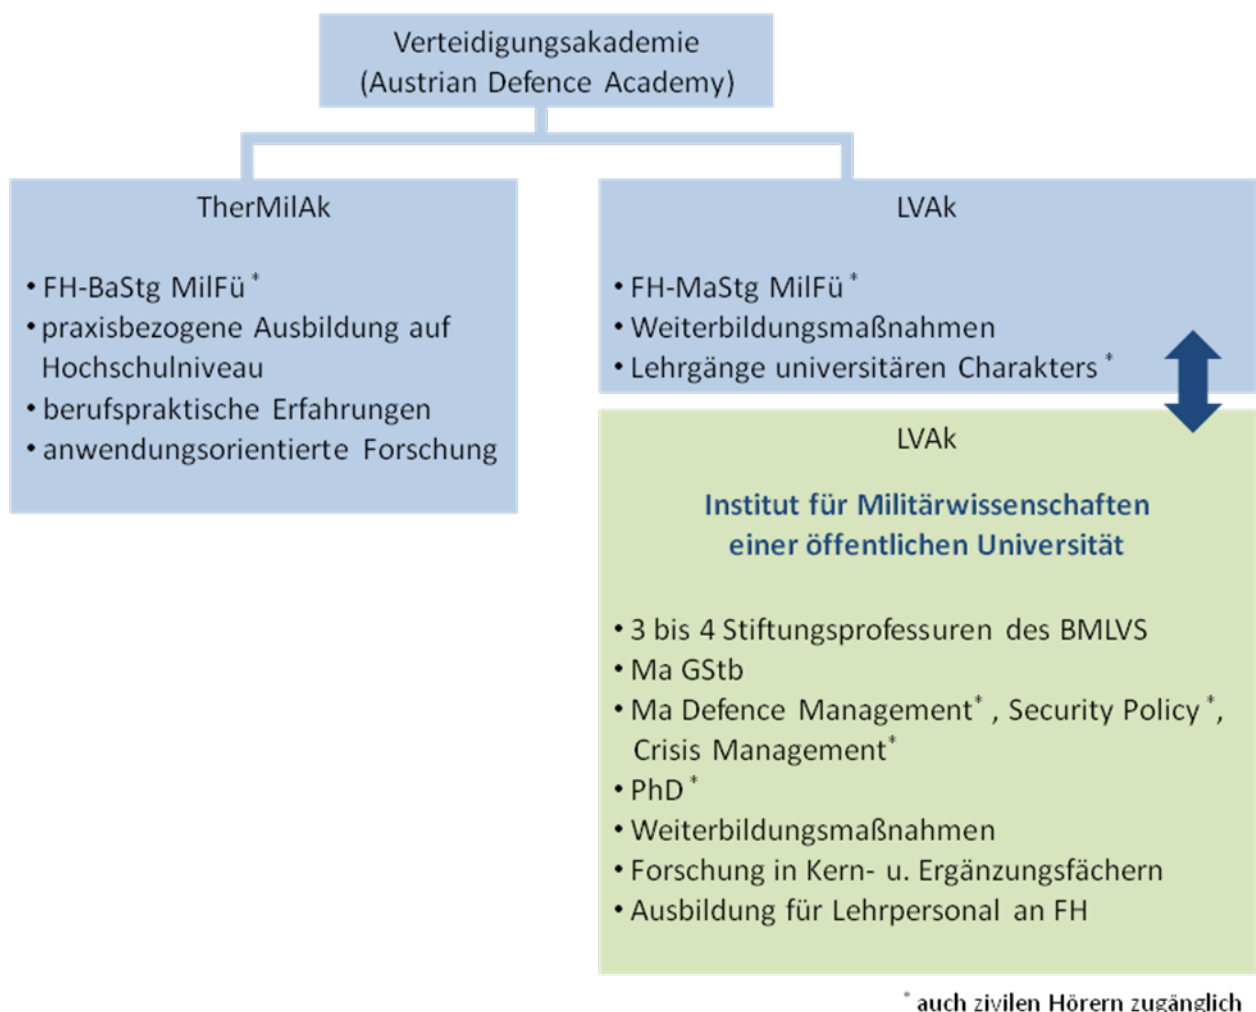 Verteidigungsakademie
(Austrian Defence Academy)
TherMilAk
• FH-BaStg MilFü *
• praxisbezogene Ausbildung auf
Hochschulniveau
• berufspraktische Erfahrungen
• anwendungsorientierte Forschung
LVAk
• FH-MaStg MilFü *
• Weiterbildungsmaßnahmen
• Lehrgänge universitären Charakters *
LVAk
Institut für Militärwissenschaften
einer öffentlichen Universität
• 3 bis 4 Stiftungsprofessuren des BMLVS
• Ma GStb
• Ma Defence Management* , Security Policy *,
Crisis Management*
• PhD *
• Weiterbildungsmaßnahmen
• Forschung in Kern- u. Ergänzungsfächern
• Ausbildung für Lehrpersonal an FH
* auch zivilen Hörern zugänglich